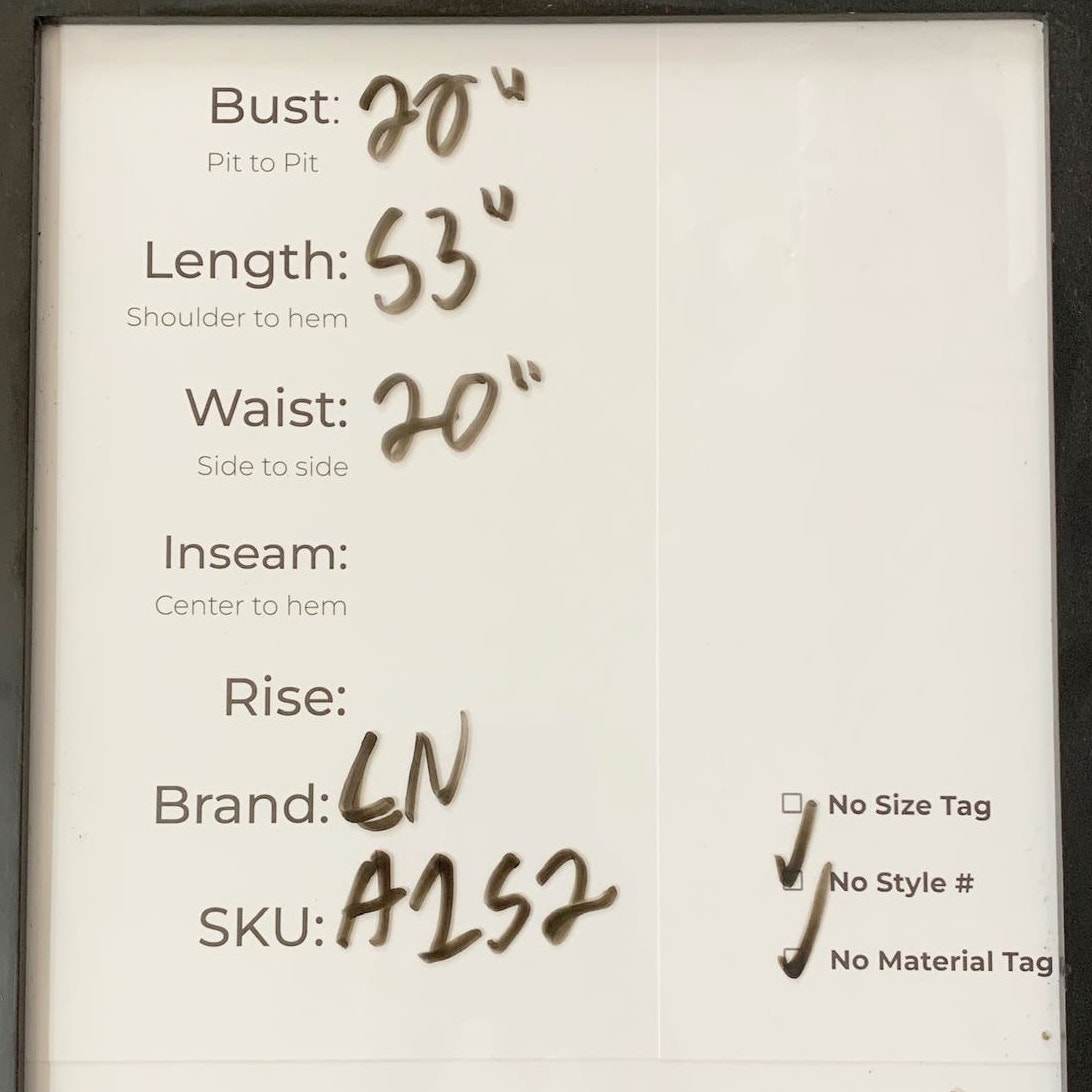 Bust: 20"
Pit to Pit
Length: 53"
Shoulder to hem
Waist: 20"
Side to side
Inseam:
Center to hem
Rise:
Brand: LN
SKU: A252
No Size Tag
No Style #
No Material Tag